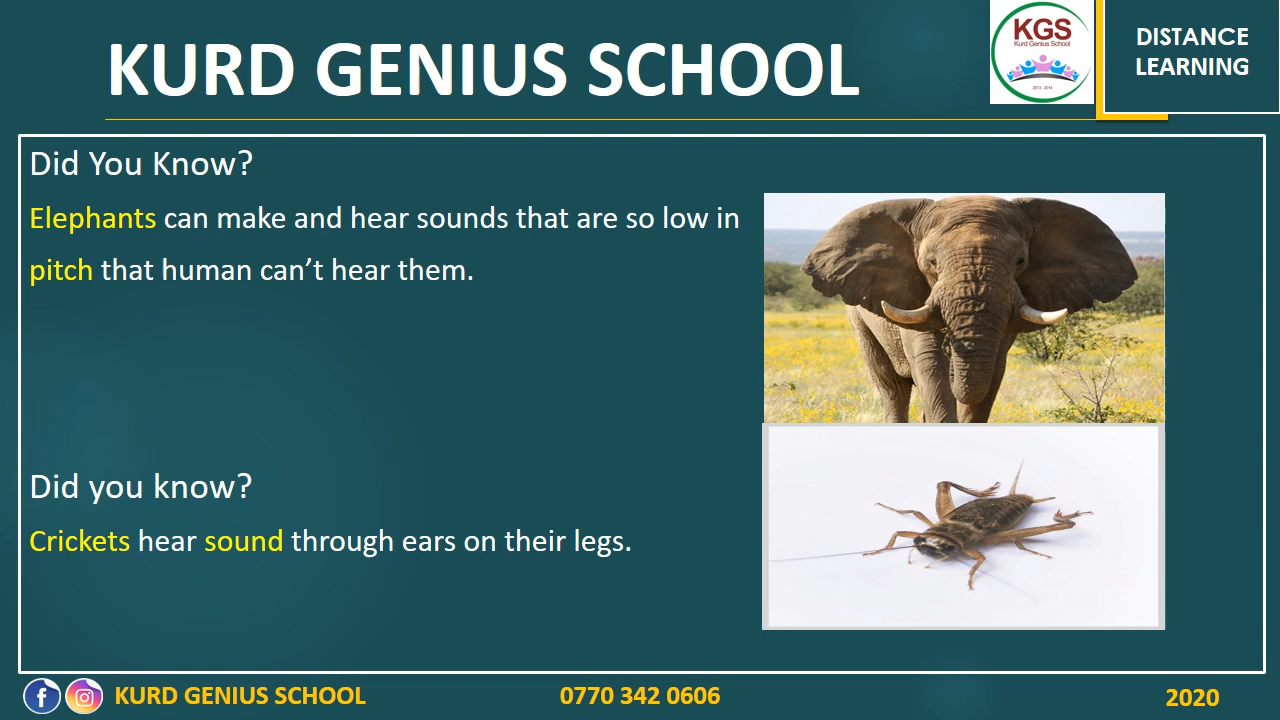 KURD GENIUS SCHOOL
KGS
Kurd Genius School
2013 - 2014
DISTANCE
LEARNING
Did You Know?
Elephants can make and hear sounds that are so low in
pitch that human can’t hear them.
Did you know?
Crickets hear sound through ears on their legs.
KURD GENIUS SCHOOL
0770 342 0606
2020